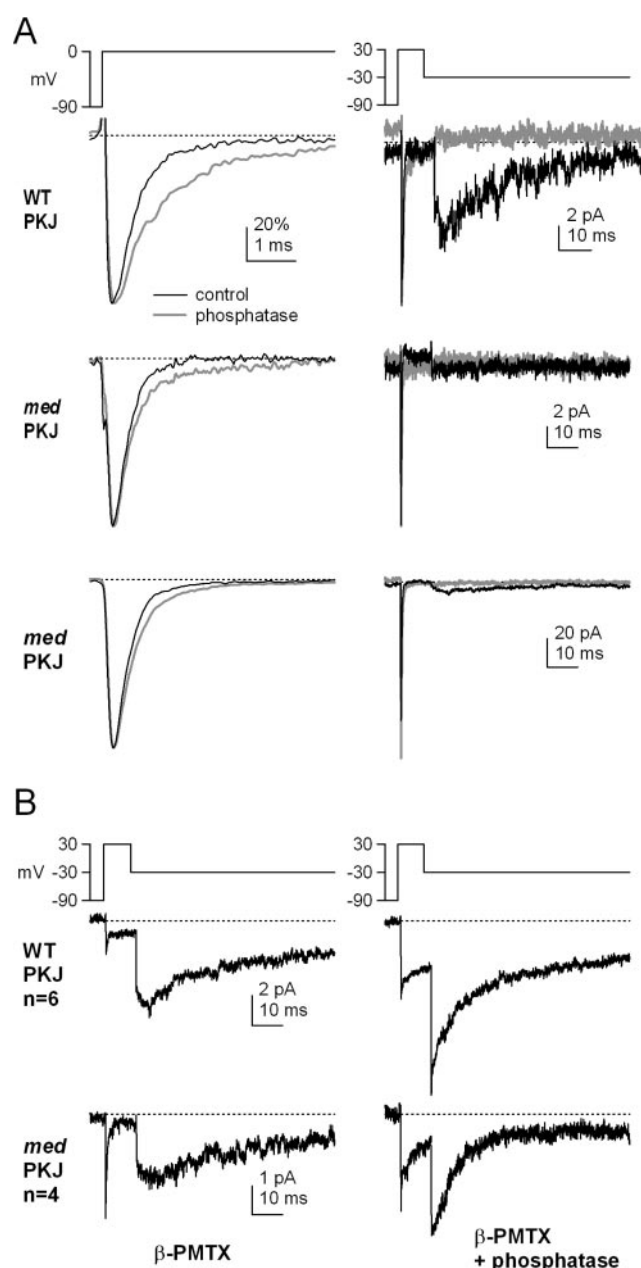 A
0
mV
-90
30
-30
-90
WT
PKJ
20%
1 ms
2 pA
10 ms
control
phosphatase
med
PKJ
2 pA
10 ms
med
PKJ
20 pA
10 ms
B
30
mV -30
-90
30
-30
-90
WT
PKJ
n=6
2 pA
10 ms
med
PKJ
n=4
1 pA
10 ms
β-PMTX
β-PMTX
+ phosphatase